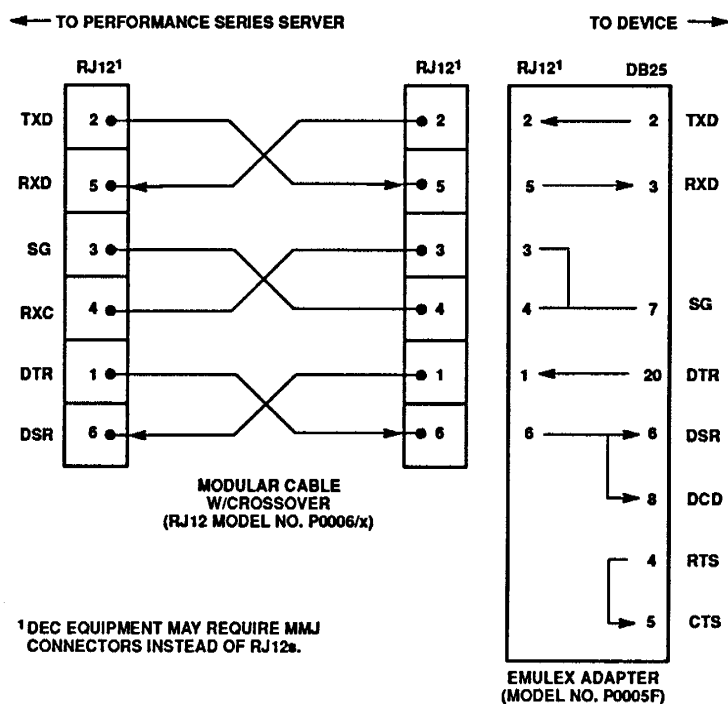 TO PERFORMANCE SERIES SERVER
TO DEVICE
RJ12¹
RJ12¹
RJ12¹
DB25
TXD 2 2 2 2 TXD
RXD 5 5 5 3 RXD
SG 3 3 3
RXC 4 4 4 7 SG
DTR 1 1 1 20 DTR
DSR 6 6 6 6 DSR
8 DCD
4 RTS
5 CTS
MODULAR CABLE
W/CROSSOVER
(RJ12 MODEL NO. P0006/x)
¹ DEC EQUIPMENT MAY REQUIRE MMJ
CONNECTORS INSTEAD OF RJ12s.
EMULEX ADAPTER
(MODEL NO. P0005F)